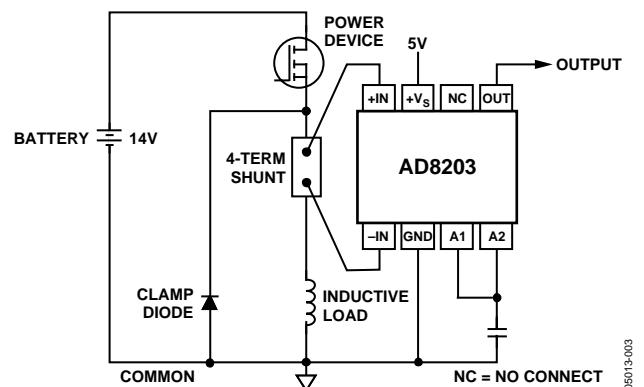 POWER
DEVICE
5V
OUTPUT
+IN
+VS
NC
OUT
BATTERY
14V
4-TERM
SHUNT
AD8203
–IN
GND
A1
A2
CLAMP
DIODE
INDUCTIVE
LOAD
COMMON
NC = NO CONNECT
05013-003